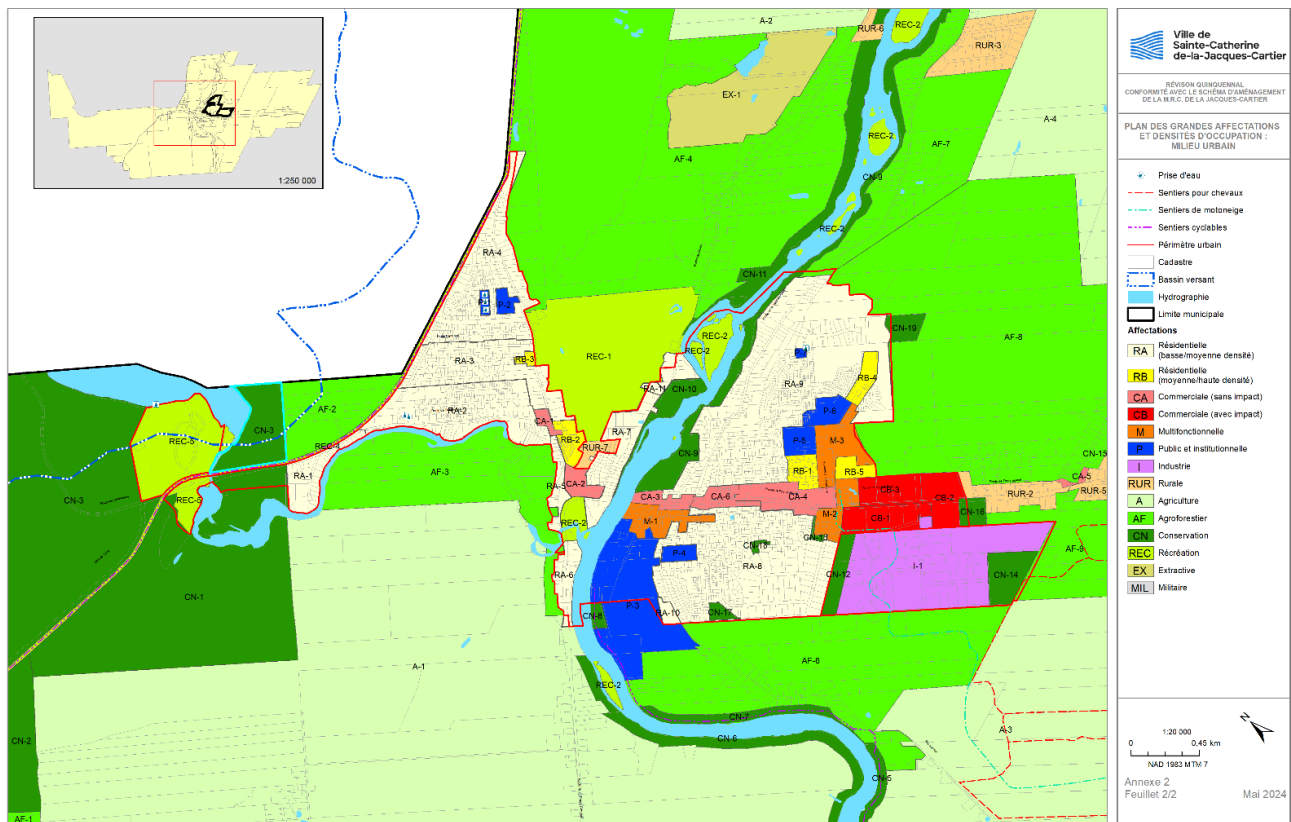 1:250 000
A-2
RUR-6
REC-2
RUR-3
EX-1
A-4
REC-2
AF-4
AF-7
CN-9
REC-2
RA-4
CN-11
P-2
REC-2
CN-19
AF-8
REC-2
P-7
RA-3
RB-3
REC-1
RA-9
RB-4
RA-11
CN-10
AF-2
RA-2
CA-1
P-6
CN-3
REC-4
RA-7
REC-5
RB-2
P-5
M-3
RUR-7
CN-9
CN-15
AF-3
RB-1
RB-5
RA-1
CA-5
RA-5
CA-2
CB-3
RUR-2
RUR-5
CN-3
REC-5
CA-3
CA-6
CA-4
CB-2
REC-2
M-1
M-2
CB-1
CN-16
P-4
CN-18
AF-9
RA-6
RA-8
I-1
CN-12
CN-14
CN-1
P-3
CN-8
RA-10
CN-17
A-1
AF-6
REC-2
CN-7
A-3
CN-6
CN-2
CN-5
AF-1
Ville de
Sainte-Catherine
de-la-Jacques-Cartier
RÉVISON QUINQUENNAL
CONFORMITÉ AVEC LE SCHÉMA D'AMÉNAGEMENT
DE LA M.R.C. DE LA JACQUES-CARTIER
PLAN DES GRANDES AFFECTATIONS
ET DENSITÉS D'OCCUPATION :
MILIEU URBAIN
Prise d'eau
Sentiers pour chevaux
Sentiers de motoneige
Sentiers cyclables
Périmètre urbain
Cadastre
Bassin versant
Hydrographie
Limite municipale
Affectations
RA Résidentielle
(basse/moyenne densité)
RB Résidentielle
(moyenne/haute densité)
CA Commerciale (sans impact)
CB Commerciale (avec impact)
M Multifonctionnelle
P Public et institutionnelle
I Industrie
RUR Rurale
A Agriculture
AF Agroforestier
CN Conservation
REC Récréation
EX Extractive
MIL Militaire
N
1:20 000
0 0,45 km
NAD 1983 MTM 7
Annexe 2
Feuillet 2/2 Mai 2024